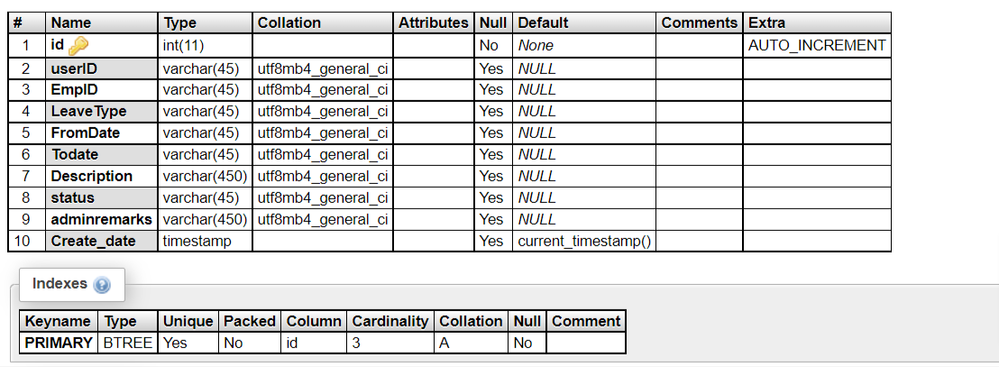 # Name Type Collation Attributes Null Default Comments Extra
1 id int(11) No None AUTO_INCREMENT
2 userID varchar(45) utf8mb4_general_ci Yes NULL
3 EmpID varchar(45) utf8mb4_general_ci Yes NULL
4 LeaveType varchar(45) utf8mb4_general_ci Yes NULL
5 FromDate varchar(45) utf8mb4_general_ci Yes NULL
6 Todate varchar(45) utf8mb4_general_ci Yes NULL
7 Description varchar(450) utf8mb4_general_ci Yes NULL
8 status varchar(45) utf8mb4_general_ci Yes NULL
9 adminremarks varchar(450) utf8mb4_general_ci Yes NULL
10 Create_date timestamp Yes current_timestamp()
Indexes
Keyname Type Unique Packed Column Cardinality Collation Null Comment
PRIMARY BTREE Yes No id 3 A No